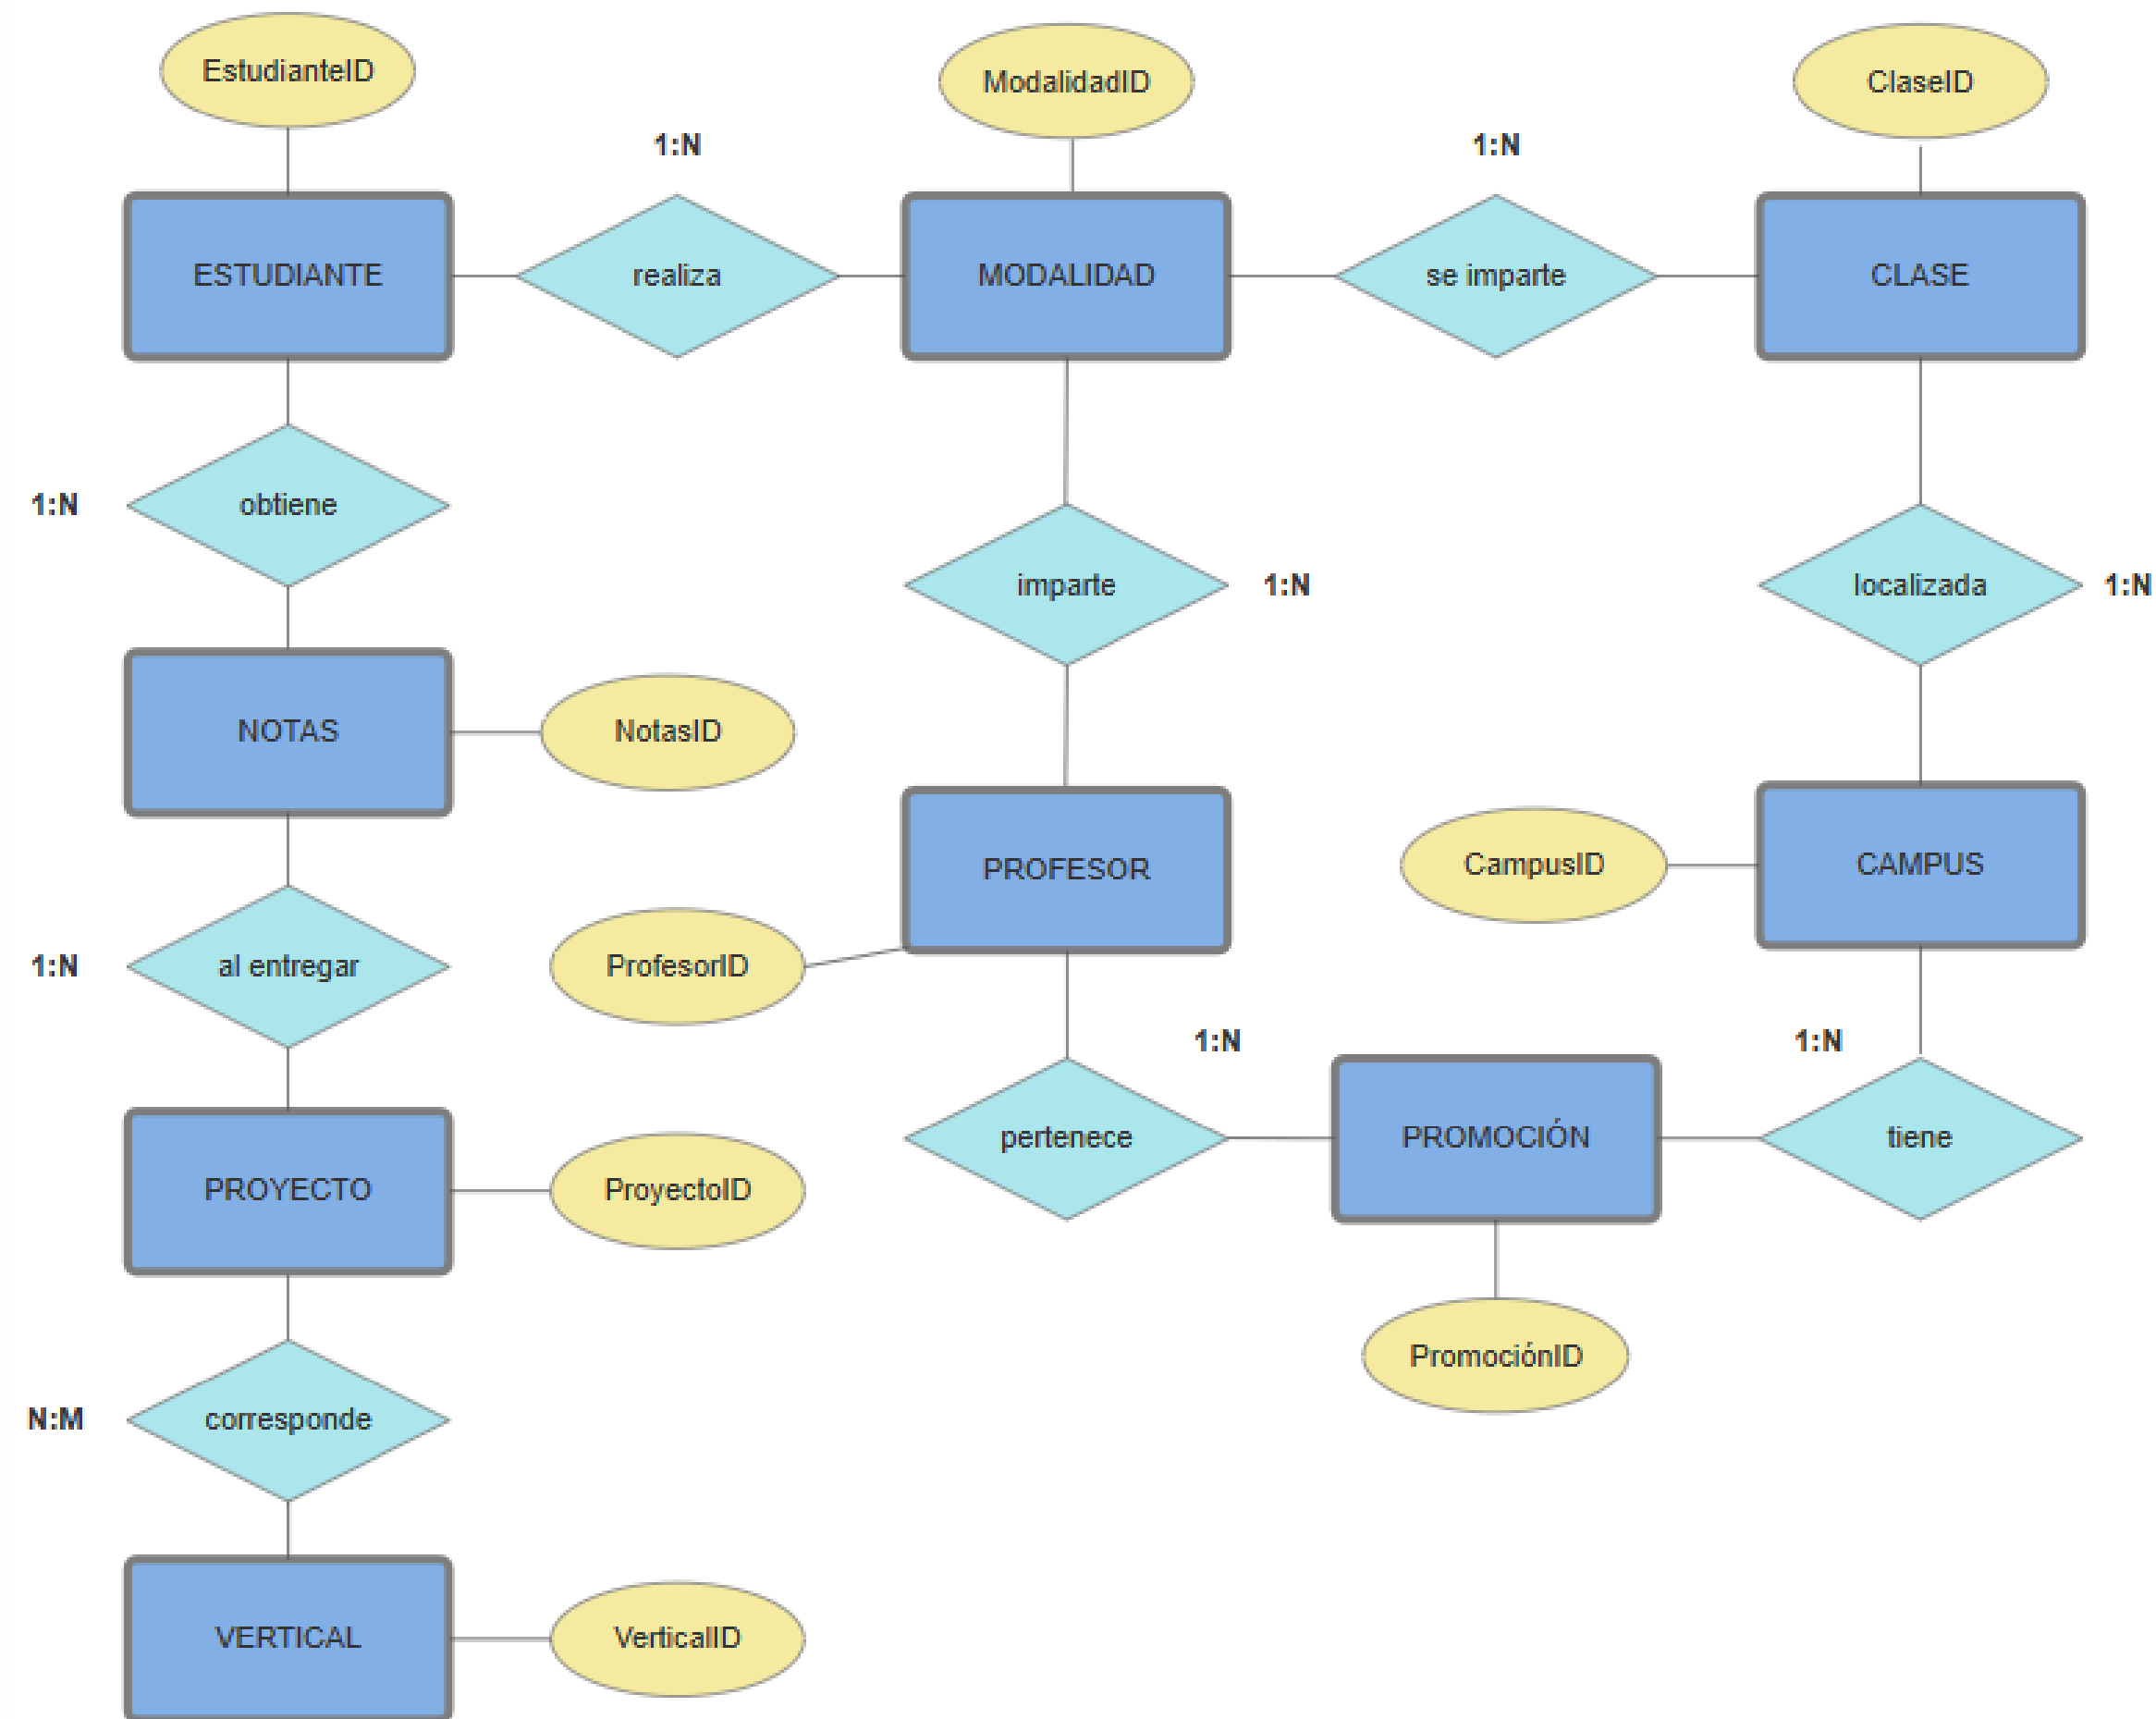 EstudianteID
ModalidadID
ClaseID
1:N
1:N
ESTUDIANTE
realiza
MODALIDAD
se imparte
CLASE
1:N
obtiene
imparte
1:N
localizada
1:N
NOTAS
NotasID
PROFESOR
CampusID
CAMPUS
1:N
al entregar
ProfesorID
1:N
1:N
pertenece
PROMOCIÓN
tiene
PROYECTO
ProyectoID
PromociónID
N:M
corresponde
VERTICAL
VerticalID